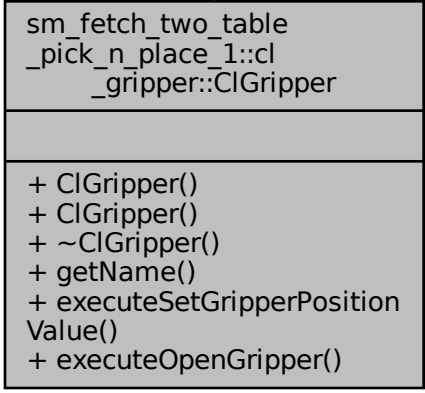 sm_fetch_two_table
_pick_n_place_1::cl
_gripper::ClGripper
+ ClGripper()
+ ClGripper()
+ ~ClGripper()
+ getName()
+ executeSetGripperPosition
Value()
+ executeOpenGripper()